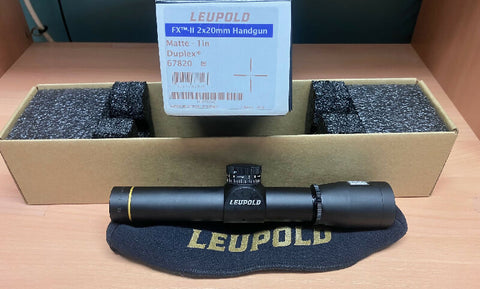 LEUPOLD
FX™-II 2x20mm Handgun
Matte 1in
Duplex®
67820
LEUPOLD
LEUPOLD